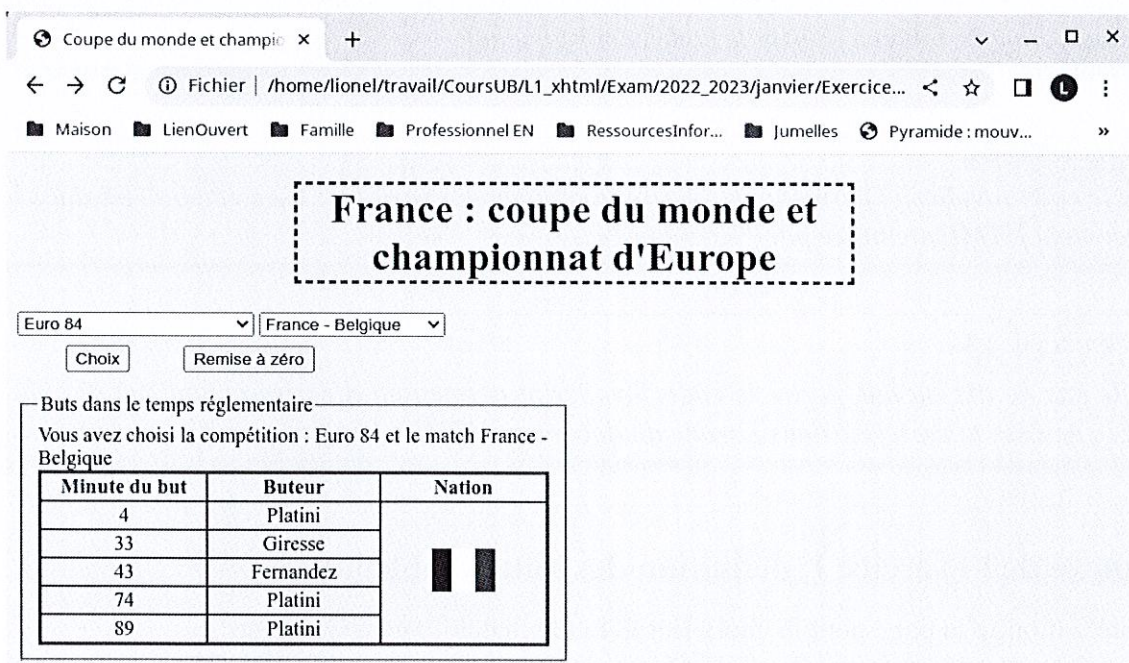 Coupe du monde et champio × +
Fichier | /home/lionel/travail/CoursUB/L1_xhtml/Exam/2022_2023/janvier/Exercice...
Maison LienOuvert Famille Professionnel EN RessourcesInfor... Jumelles Pyramide : mouv... »
France : coupe du monde et
championnat d'Europe
Euro 84 France - Belgique
Choix Remise à zéro
Buts dans le temps réglementaire
Vous avez choisi la compétition : Euro 84 et le match France -
Belgique
Minute du but Buteur Nation
4 Platini
33 Giresse
43 Fernandez
74 Platini
89 Platini